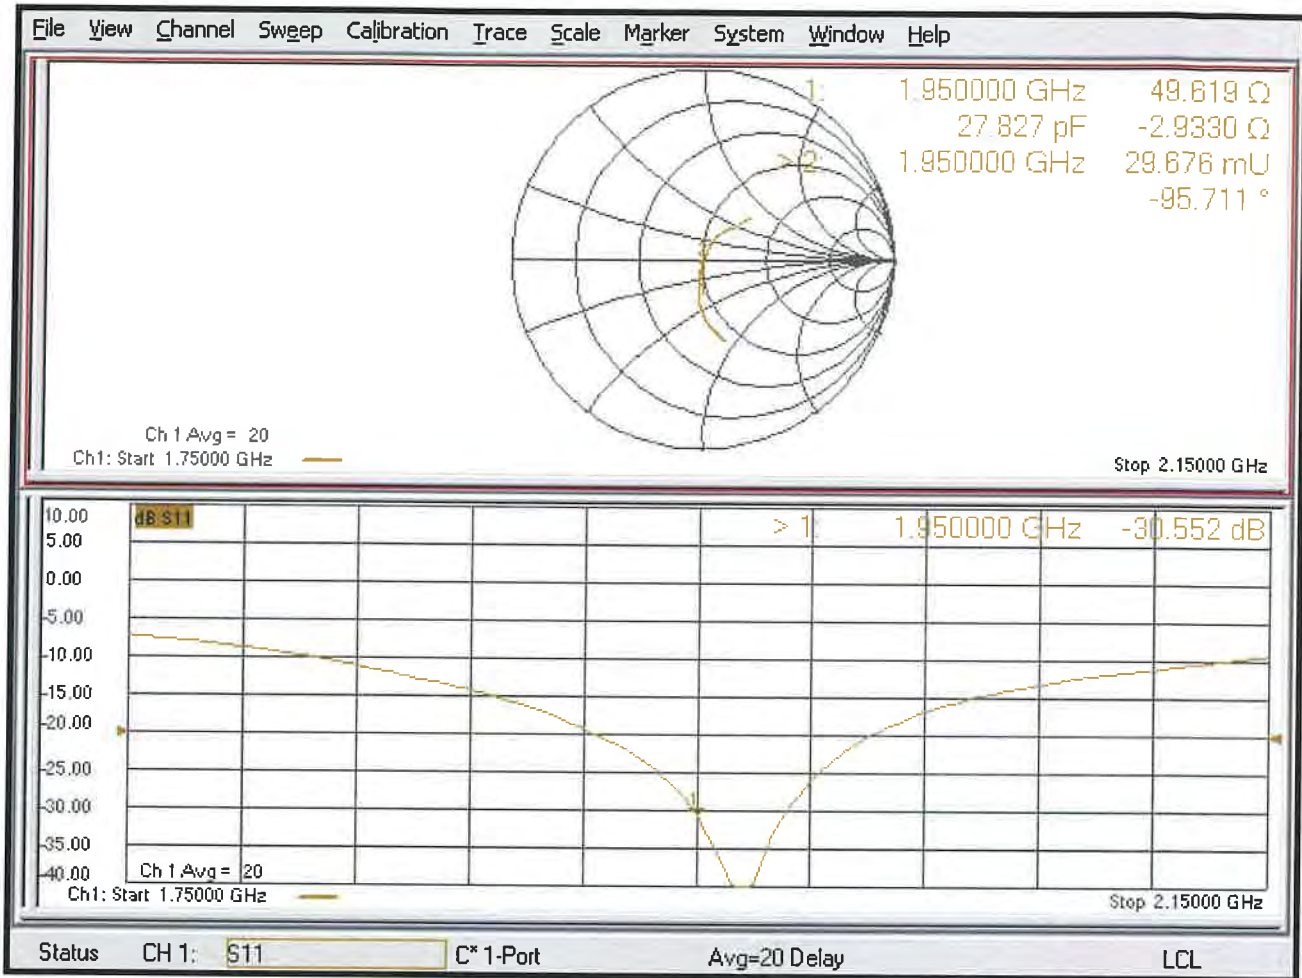 File View Channel Sweep Calibration Trace Scale Marker System Window Help
1: 1.950000 GHz 49.619 Ω
27.827 pF -2.9330 Ω
> 2: 1.950000 GHz 29.676 mU
-95.711 °
Ch 1 Avg = 20
Ch1: Start 1.75000 GHz
Stop 2.15000 GHz
10.00
dB S11
> 1: 1.950000 GHz -30.552 dB
5.00
0.00
-5.00
-10.00
-15.00
-20.00
-25.00
-30.00
1
-35.00
-40.00
Ch 1 Avg = 20
Ch1: Start 1.75000 GHz
Stop 2.15000 GHz
Status CH 1: S11 C* 1-Port Avg=20 Delay LCL